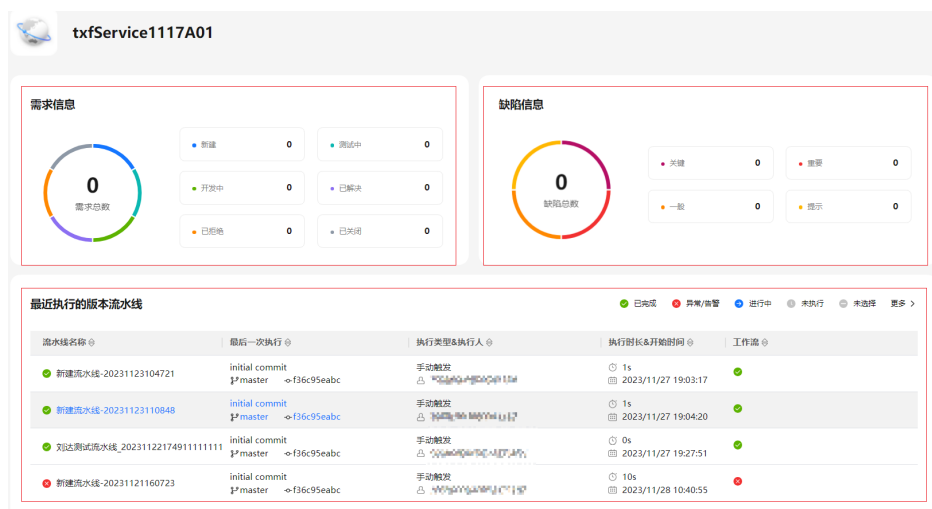 txfService1117A01
需求信息
0
需求总数
新建 0
测试中 0
开发中 0
已解决 0
已拒绝 0
已关闭 0
缺陷信息
0
缺陷总数
关键 0
重要 0
一般 0
提示 0
最近执行的版本流水线
已完成 异常/告警 进行中 未执行 未选择 更多 >
流水线名称 最后一次执行 执行类型&执行人 执行时长&开始时间 工作流
新建流水线-20231123104721 initial commit 手动触发 1s
master f36c95eabc 2023/11/27 19:03:17
新建流水线-20231123110848 initial commit 手动触发 1s
master f36c95eabc 2023/11/27 19:04:20
刘达测试流水线_20231122174911111111 initial commit 手动触发 0s
master f36c95eabc 2023/11/27 19:27:51
新建流水线-20231121160723 initial commit 手动触发 10s
master f36c95eabc 2023/11/28 10:40:55